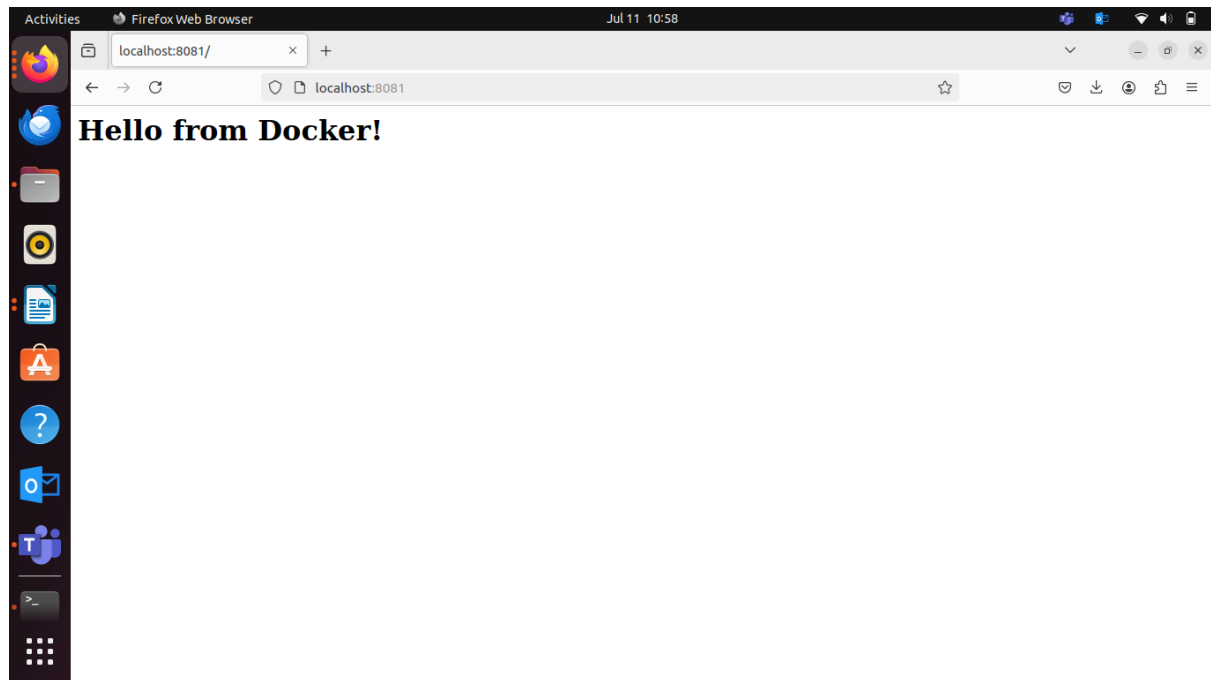 Activities Firefox Web Browser Jul 11 10:58
localhost:8081/
localhost:8081
Hello from Docker!